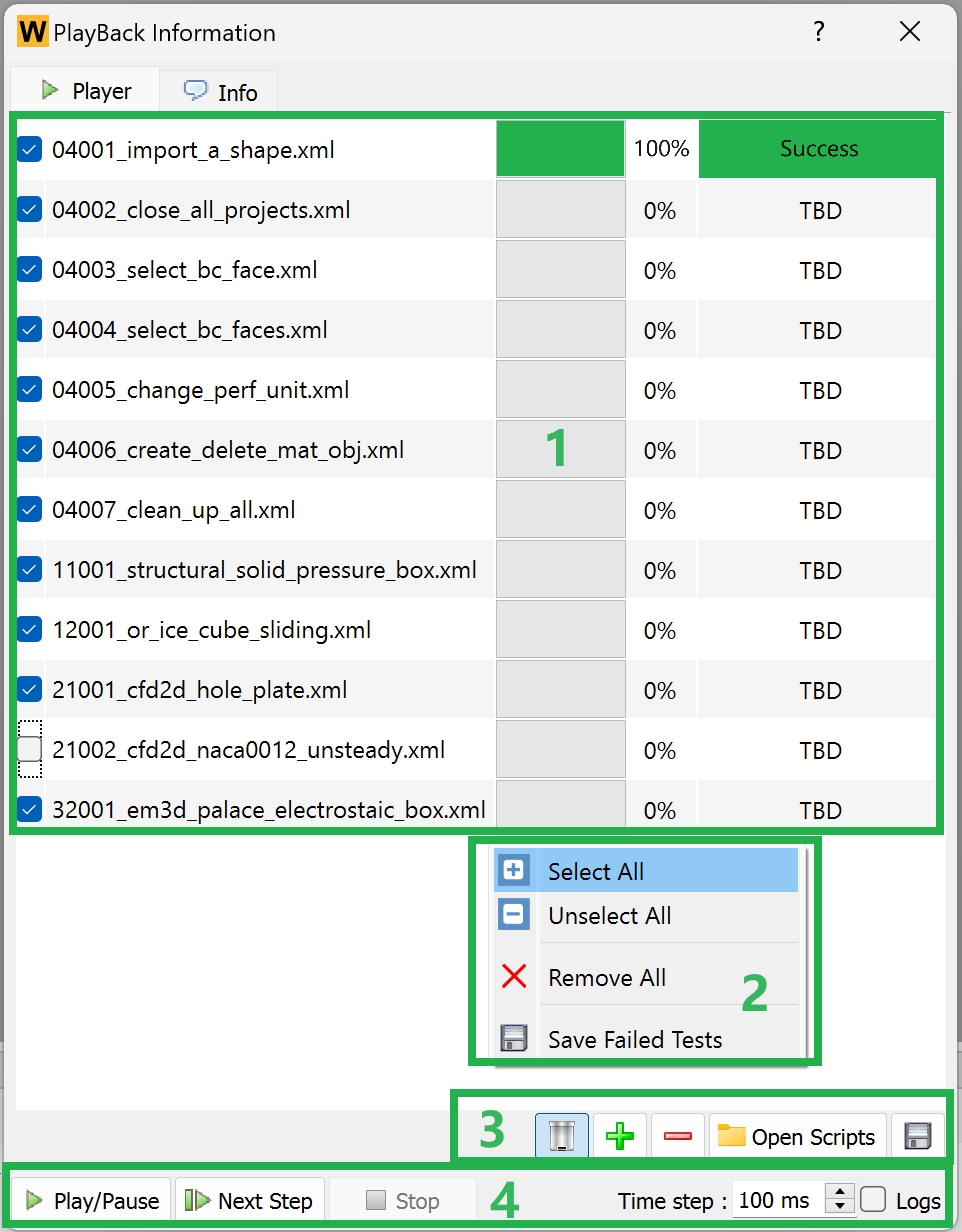 W PlayBack Information ?
Player Info
04001_import_a_shape.xml 100% Success
04002_close_all_projects.xml 0% TBD
04003_select_bc_face.xml 0% TBD
04004_select_bc_faces.xml 0% TBD
04005_change_perf_unit.xml 0% TBD
04006_create_delete_mat_obj.xml 1 0% TBD
04007_clean_up_all.xml 0% TBD
11001_structural_solid_pressure_box.xml 0% TBD
12001_or_ice_cube_sliding.xml 0% TBD
21001_cfd2d_hole_plate.xml 0% TBD
21002_cfd2d_naca0012_unsteady.xml 0% TBD
32001_em3d_palace_electrostaic_box.xml 0% TBD
Select All
Unselect All
Remove All 2
Save Failed Tests
3 Open Scripts
Play/Pause Next Step Stop 4 Time step : 100 ms Logs